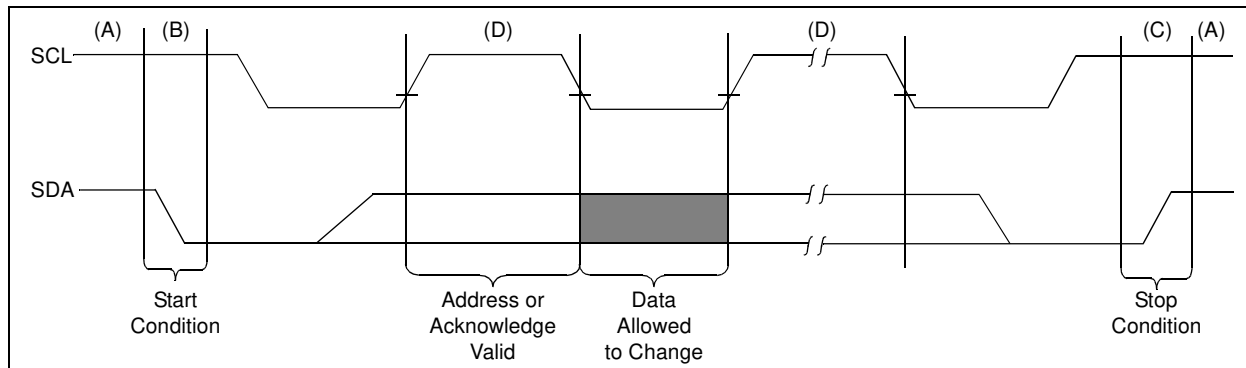 (A) (B) (D) (D) (C) (A)
SCL
SDA
Start
Condition
Address or
Acknowledge
Valid
Data
Allowed
to Change
Stop
Condition